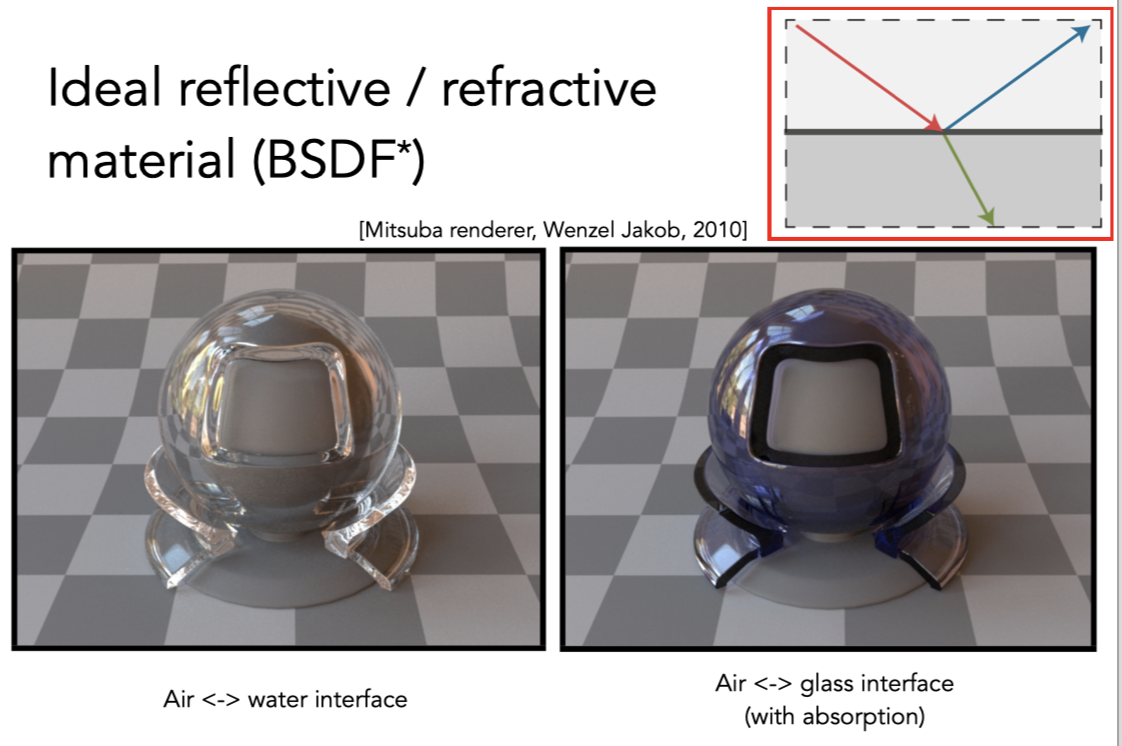 Ideal reflective / refractive
material (BSDF*)
[Mitsuba renderer, Wenzel Jakob, 2010]
Air <-> water interface
Air <-> glass interface
(with absorption)